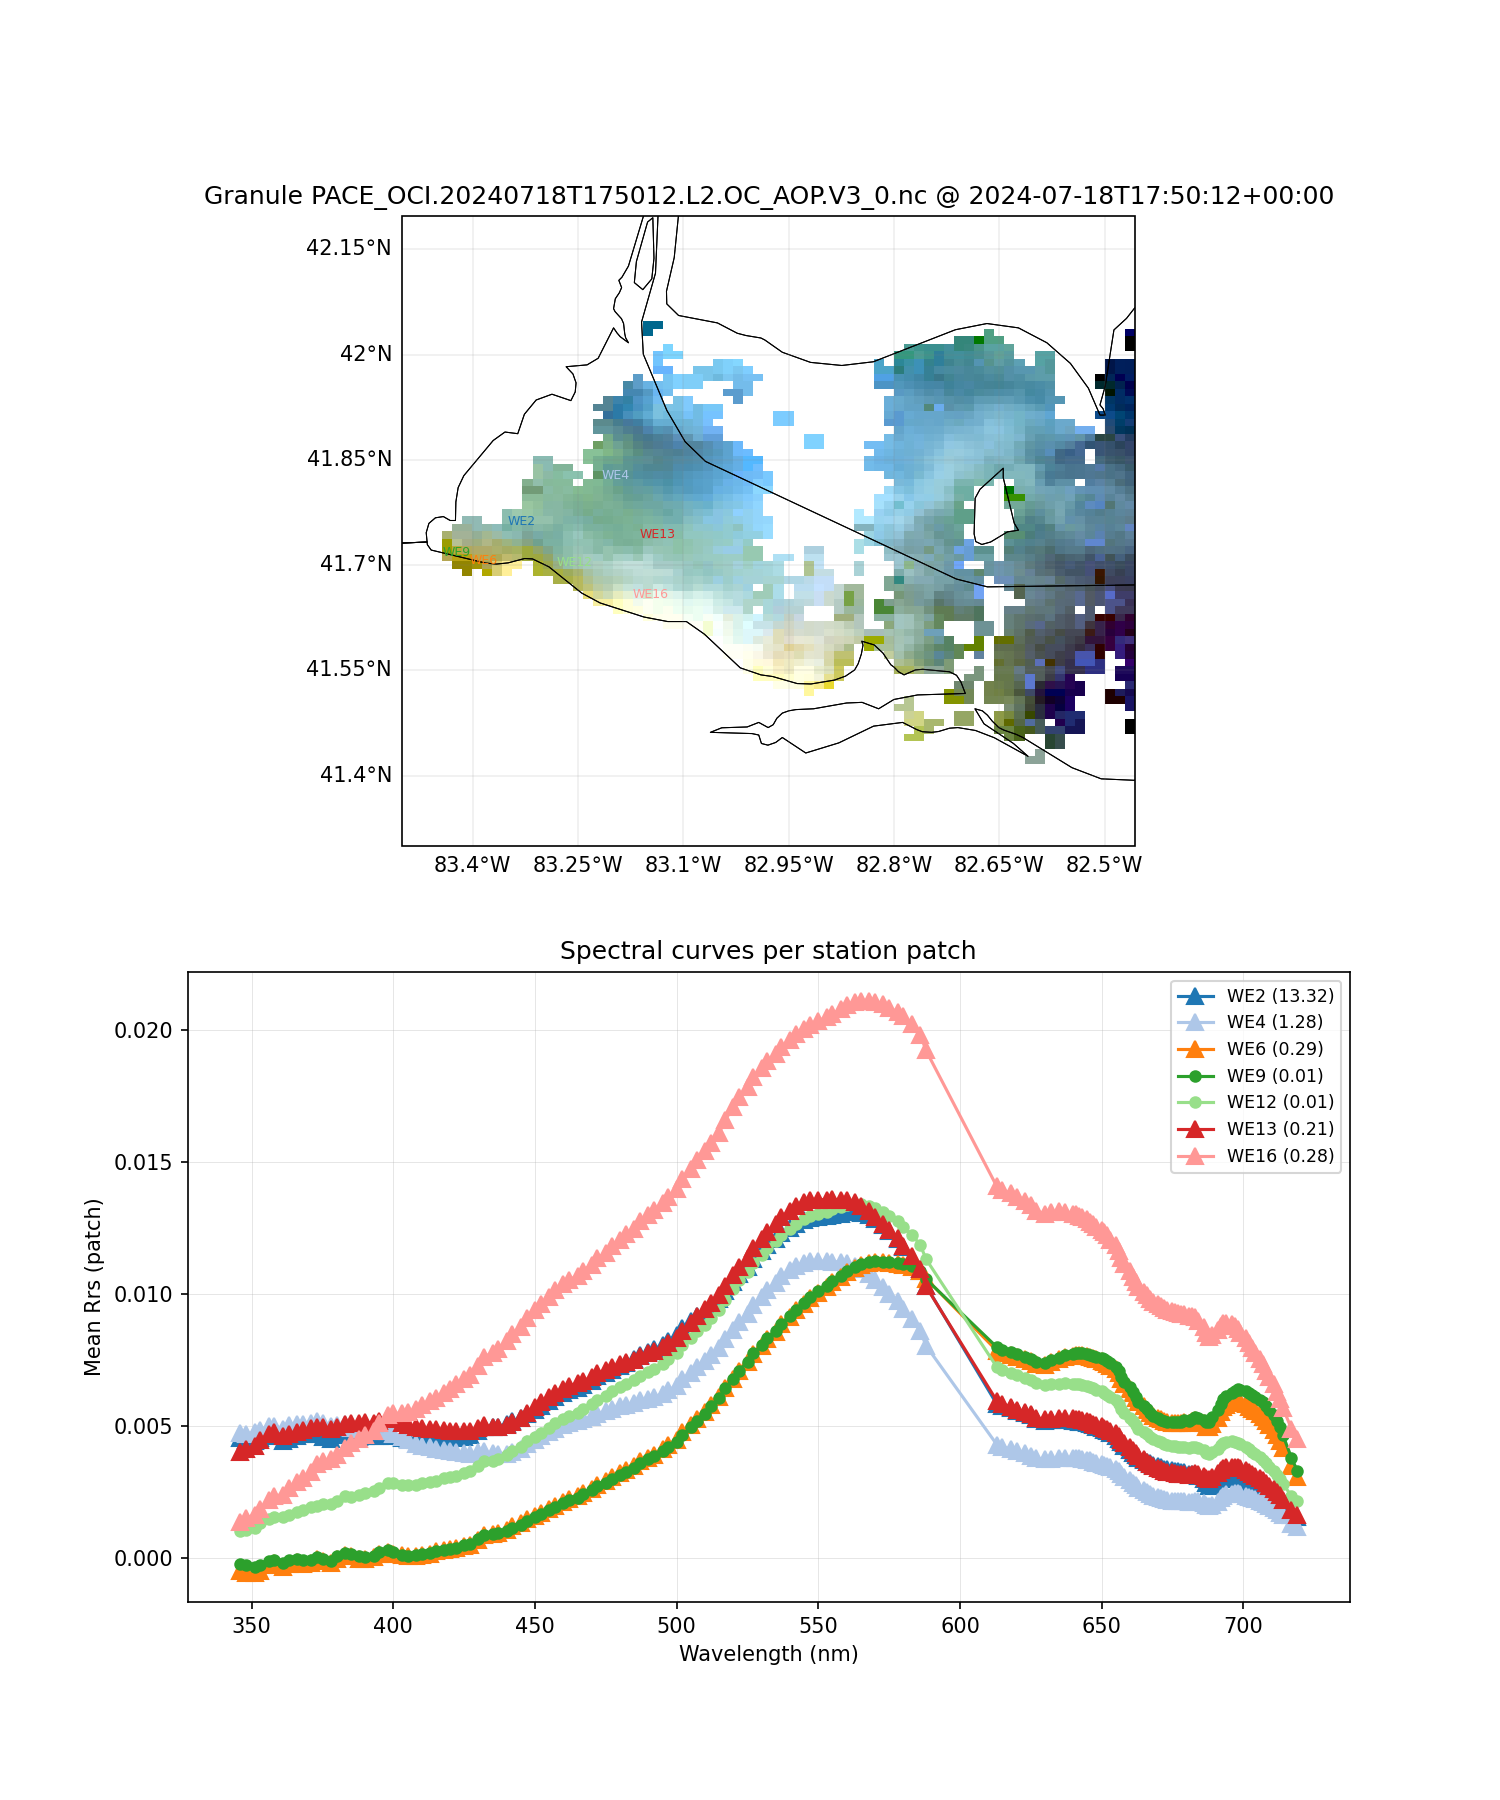 Granule PACE_OCI.20240718T175012.L2.OC_AOP.V3_0.nc @ 2024-07-18T17:50:12+00:00
42.15°N
42°N
41.85°N
41.7°N
41.55°N
41.4°N
WE4
WE2
WE13
WE9
WE16
83.4°W 83.25°W 83.1°W 82.95°W 82.8°W 82.65°W 82.5°W
Spectral curves per station patch
Mean Rrs (patch)
0.020
0.015
0.010
0.005
0.000
WE2 (13.32)
WE4 (1.28)
WE6 (0.29)
WE9 (0.01)
WE12 (0.01)
WE13 (0.21)
WE16 (0.28)
350 400 450 500 550 600 650 700
Wavelength (nm)